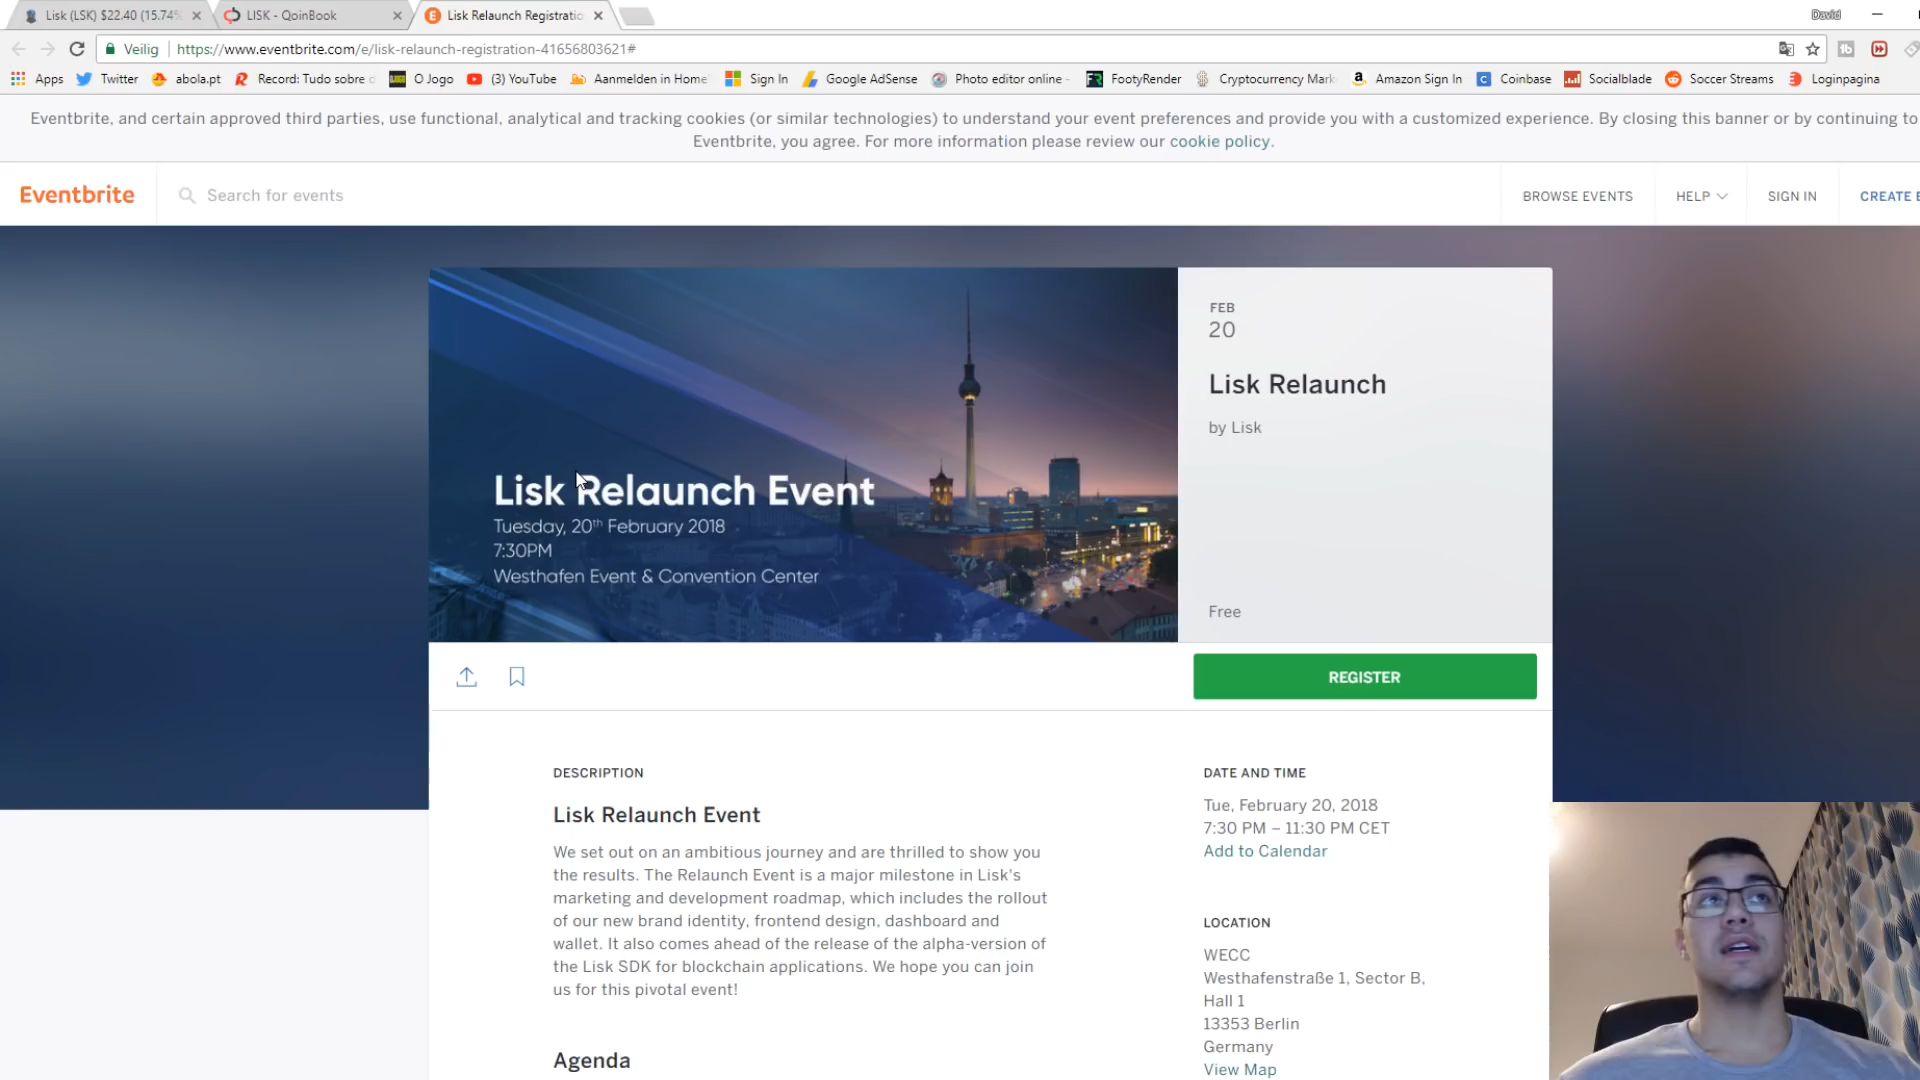 Lisk (LSK) $22.40 (15.74%
LISK - QoinBook
Lisk Relaunch Registratio
David
Veilig
https://www.eventbrite.com/e/lisk-relaunch-registration-41656803621#
Apps
Twitter
abola.pt
Record: Tudo sobre
O Jogo
(3) YouTube
Aanmelden in Home
Sign In
Google AdSense
Photo editor online -
FootyRender
Cryptocurrency Mark
Amazon Sign In
Coinbase
Socialblade
Soccer Streams
Loginpagina
Eventbrite, and certain approved third parties, use functional, analytical and tracking cookies (or similar technologies) to understand your event preferences and provide you with a customized experience. By closing this banner or by continuing to
Eventbrite, you agree. For more information please review our cookie policy.
Eventbrite
Search for events
BROWSE EVENTS
HELP
SIGN IN
CREATE E
Lisk Relaunch Event
Tuesday, 20th February 2018
7:30PM
Westhafen Event & Convention Center
FEB
20
Lisk Relaunch
by Lisk
Free
REGISTER
DESCRIPTION
Lisk Relaunch Event
We set out on an ambitious journey and are thrilled to show you
the results. The Relaunch Event is a major milestone in Lisk's
marketing and development roadmap, which includes the rollout
of our new brand identity, frontend design, dashboard and
wallet. It also comes ahead of the release of the alpha-version of
the Lisk SDK for blockchain applications. We hope you can join
us for this pivotal event!
Agenda
DATE AND TIME
Tue, February 20, 2018
7:30 PM – 11:30 PM CET
Add to Calendar
LOCATION
WECC
Westhafenstraße 1, Sector B,
Hall 1
13353 Berlin
Germany
View Map